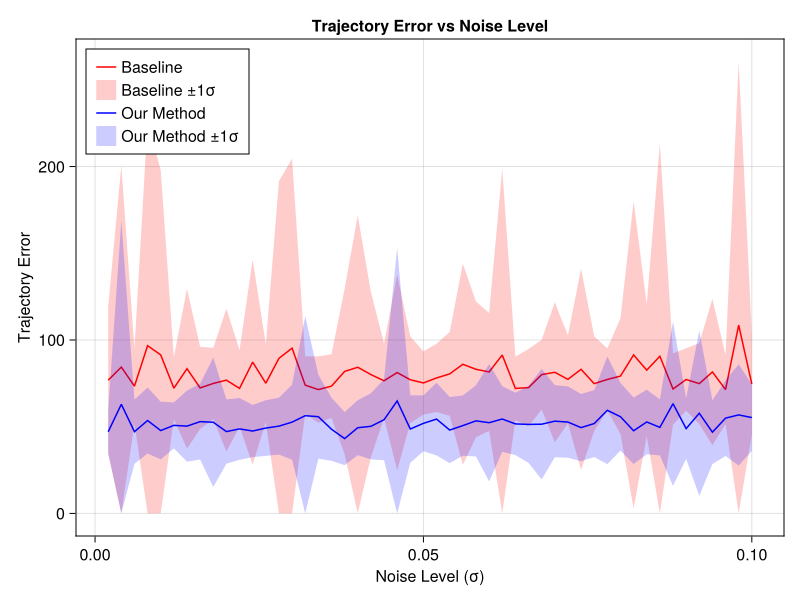 Trajectory Error vs Noise Level
Baseline
Baseline ±1σ
Our Method
Our Method ±1σ
Trajectory Error
200
100
0
0.00
0.05
0.10
Noise Level (σ)